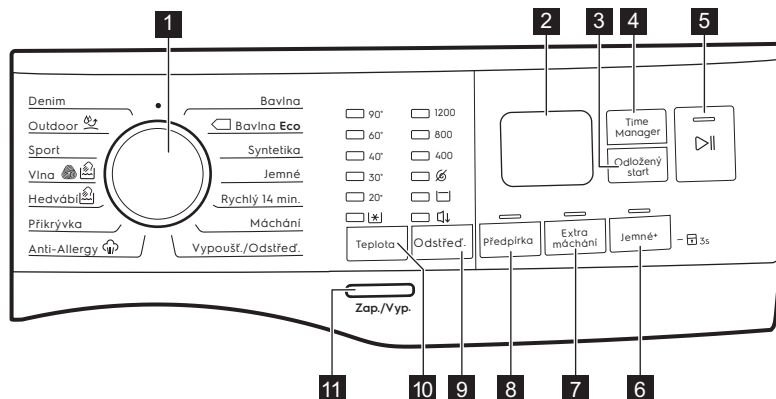 1
2
3
4
5
Denim
Outdoor
Sport
Vlna
Hedvábí
Přikrývka
Anti-Allergy
Bavlna
Bavlna Eco
Syntetika
Jemné
Rychlý 14 min.
Máchání
Vypoušť./Odstřeď.
90°
60°
40°
30°
20°
1200
800
400
Teplota
Odstřeď.
Time
Manager
Odložený
start
Předpírka
Extra
máchání
Jemné+
- 3s
Zap./Vyp.
11
10
9
8
7
6